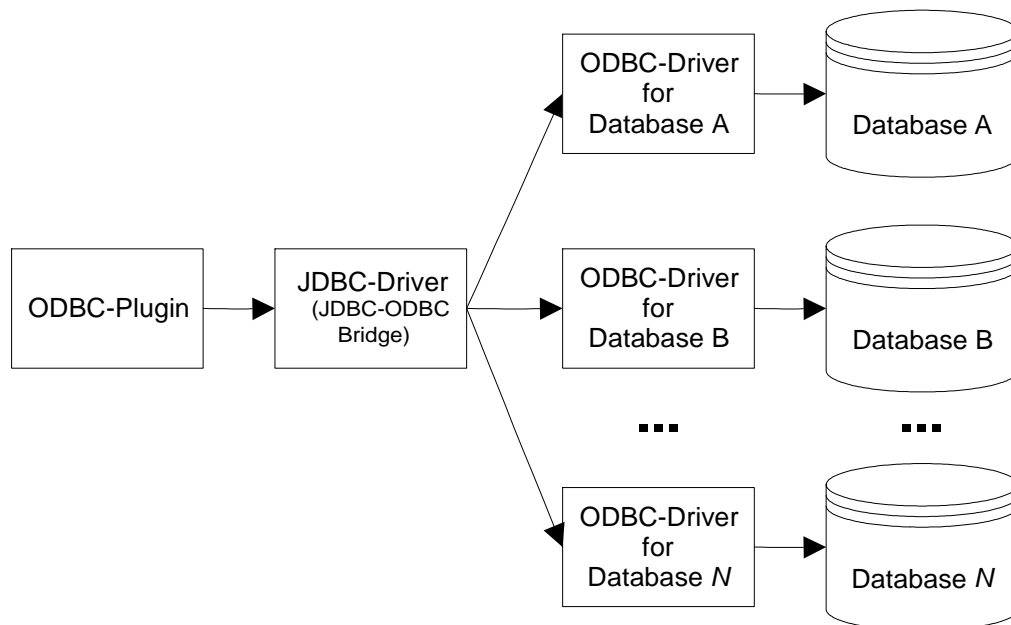 ODBC-Plugin
JDBC-Driver
(JDBC-ODBC
Bridge)
ODBC-Driver
for
Database A
Database A
ODBC-Driver
for
Database B
Database B
...
...
ODBC-Driver
for
Database N
Database N